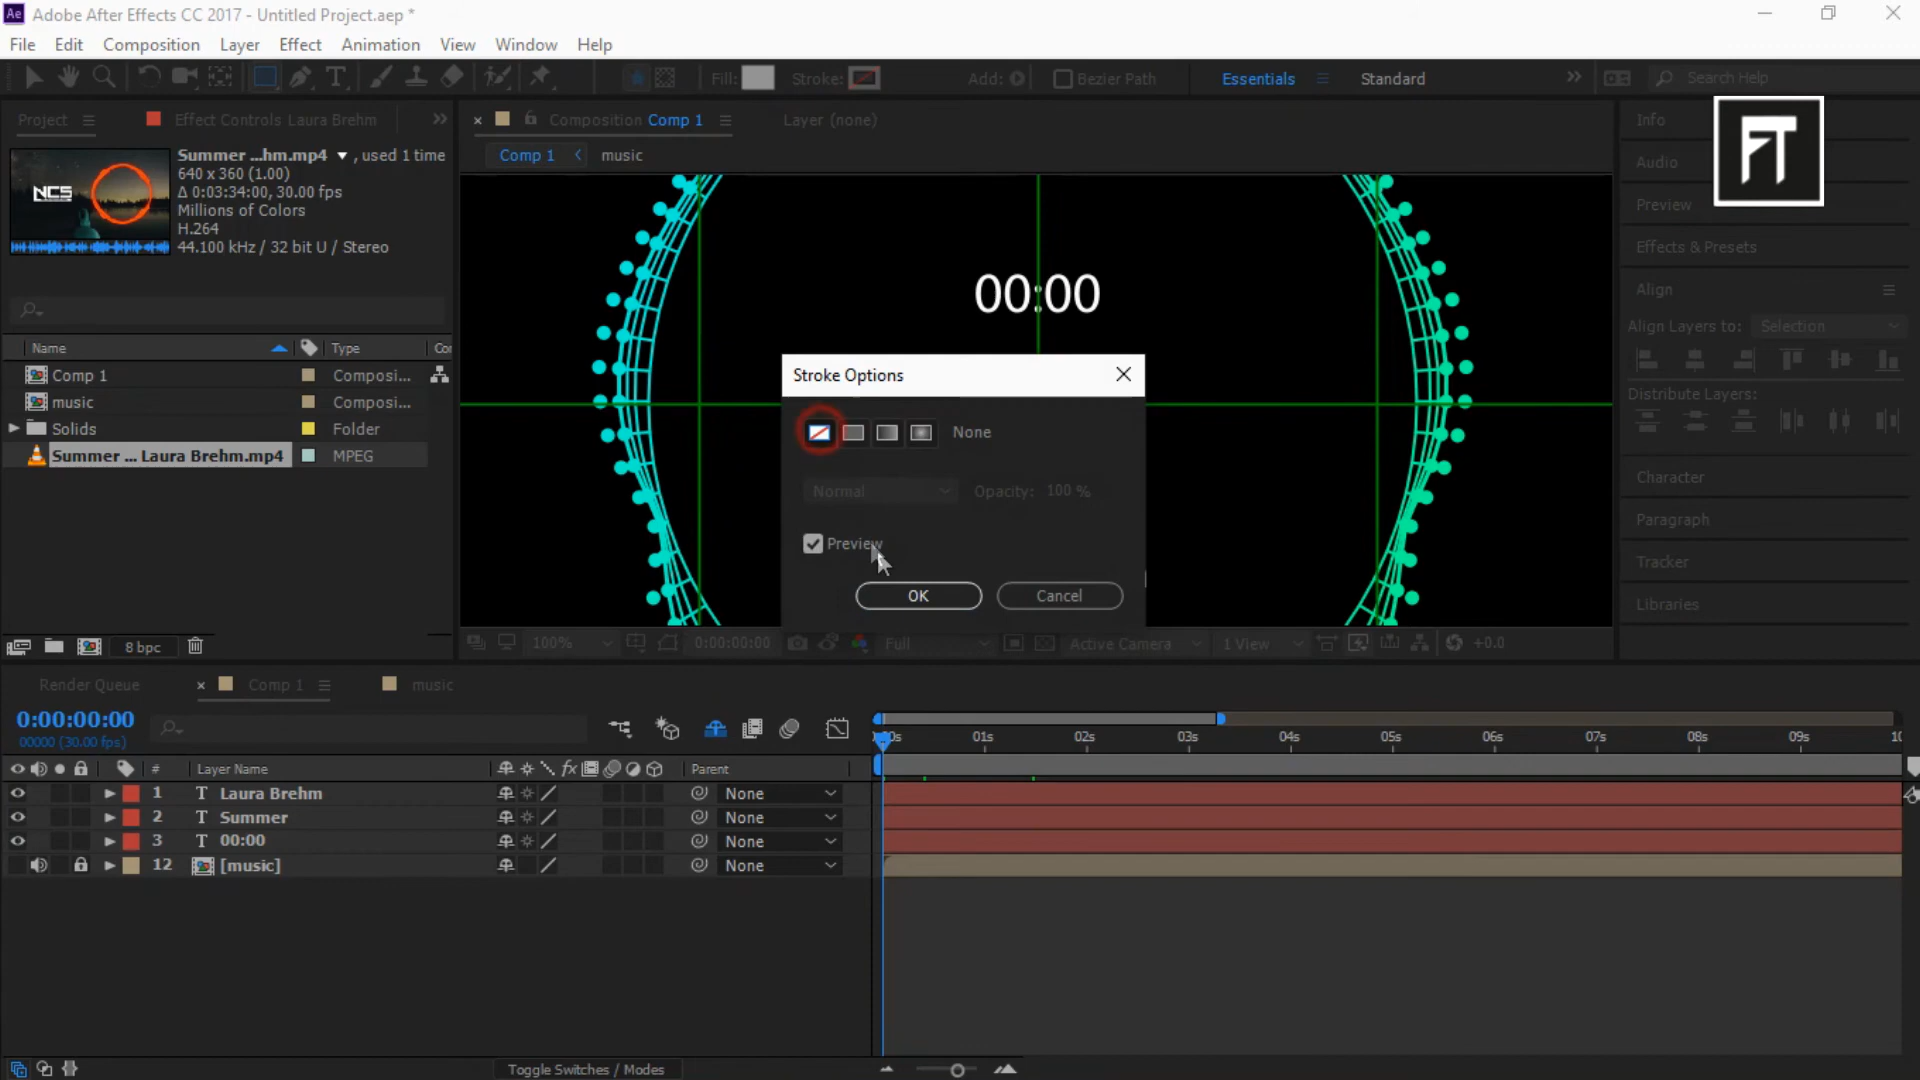 Ae Adobe After Effects CC 2017 - Untitled Project.aep *
File Edit Composition Layer Effect Animation View Window Help
Fill: Stroke: Add: Bezier Path Essentials Standard Search Help
Project Effect Controls Laura Brehm
Composition Comp 1 Layer (none)
Comp 1 music
Summer ...hm.mp4 , used 1 time
640 x 360 (1.00)
Δ 0:03:34:00, 30.00 fps
Millions of Colors
H.264
44.100 kHz / 32 bit U / Stereo
NCS
FT
Info
Audio
Preview
Effects & Presets
Align
Align Layers to: Selection
Distribute Layers:
Character
Paragraph
Tracker
Libraries
Name Type Co
Comp 1 Composi...
music Composi...
Solids Folder
Summer ... Laura Brehm.mp4 MPEG
8 bpc
00:00
Stroke Options
None
Normal Opacity: 100 %
Preview
OK Cancel
100% 0:00:00:00 Full Active Camera 1 View +0.0
Render Queue Comp 1 music
0:00:00:00
00000 (30.00 fps)
01s 02s 03s 04s 05s 06s 07s 08s 09s 10
# Layer Name fx Parent
1 T Laura Brehm None
2 T Summer None
3 T 00:00 None
12 [music] None
Toggle Switches / Modes